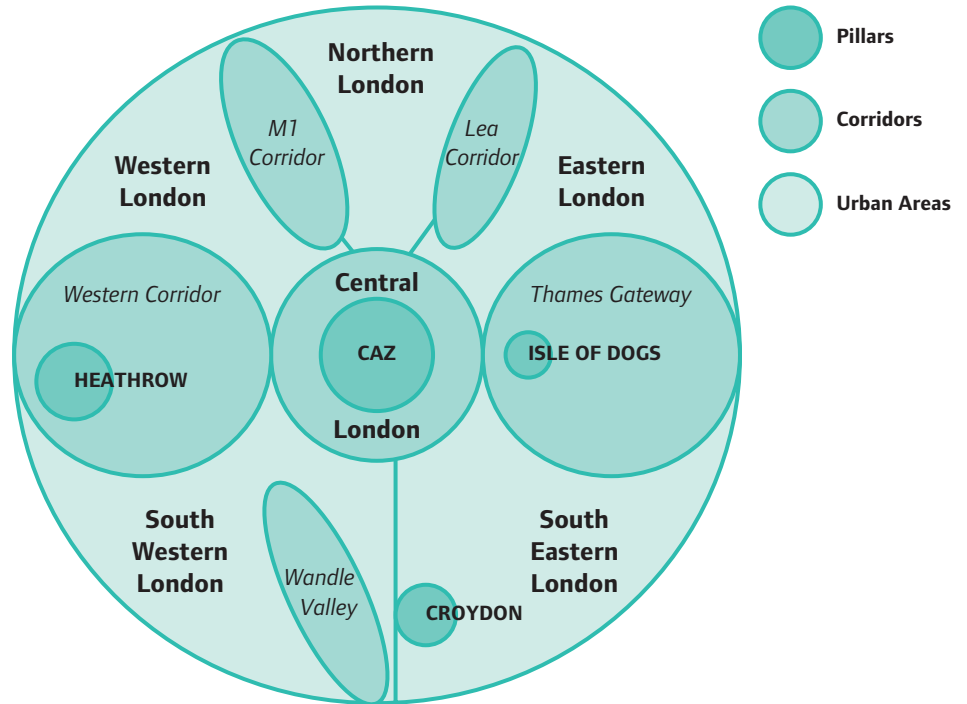 Northern
London
M1
Corridor
Lea
Corridor
Western
London
Eastern
London
Central
CAZ
London
Western Corridor
HEATHROW
Thames Gateway
ISLE OF DOGS
South
Western
London
Wandle
Valley
South
Eastern
London
CROYDON
Pillars
Corridors
Urban Areas